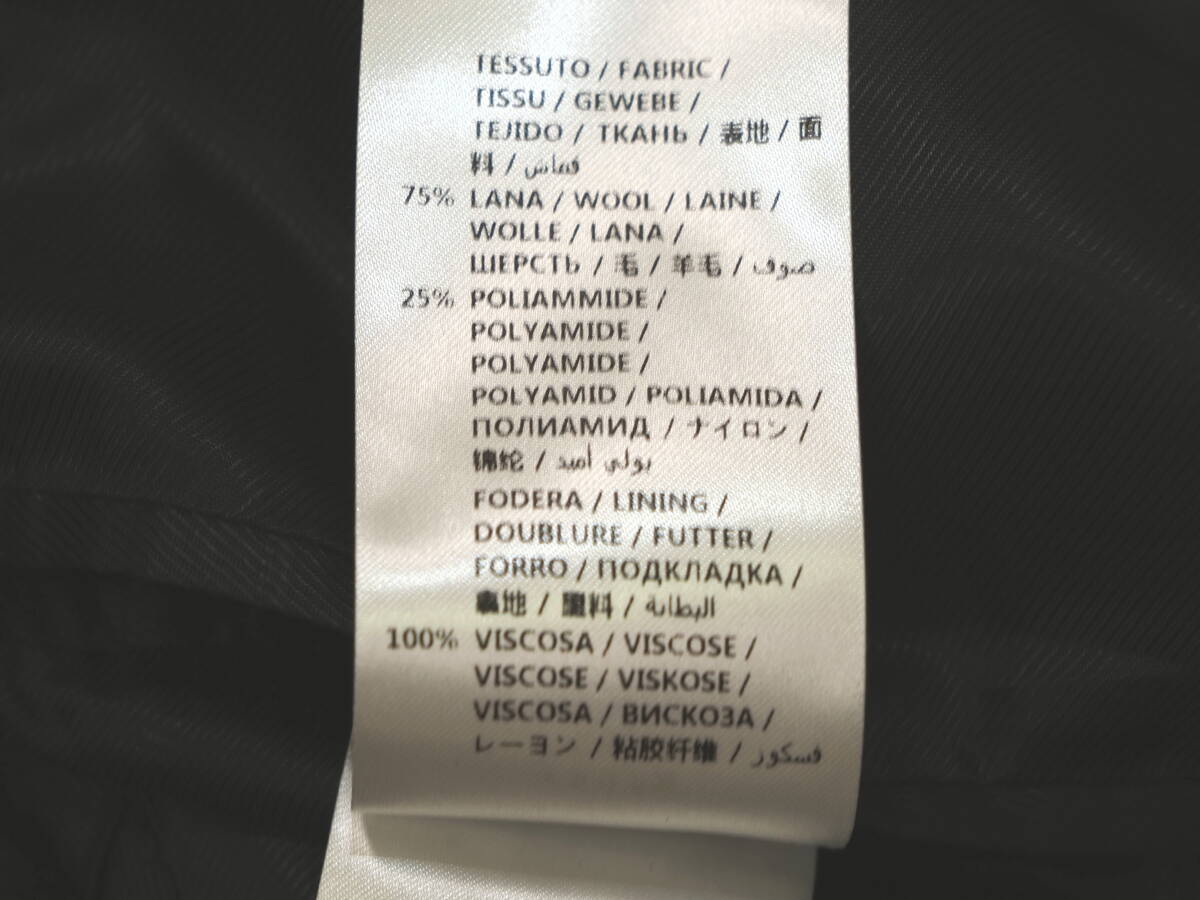 TESSUTO / FABRIC /
TISSU / GEWEBE /
TEJIDO / ТКАНЬ / 表地 / 面
料 / قماش
75% LANA / WOOL / LAINE /
WOLLE / LANA /
ШЕРСТЬ / 毛 / 羊毛 / صوف
25% POLIAMMIDE /
POLYAMIDE /
POLYAMIDE /
POLYAMID / POLIAMIDA /
ПОЛИАМИД / ナイロン /
锦纶 / بولي أميد
FODERA / LINING /
DOUBLURE / FUTTER /
FORRO / ПОДКЛАДКА /
裏地 / 里料 / البطانة
100% VISCOSA / VISCOSE /
VISCOSE / VISKOSE /
VISCOSA / ВИСКОЗА /
レーヨン / 粘胶纤维 / فسكوز